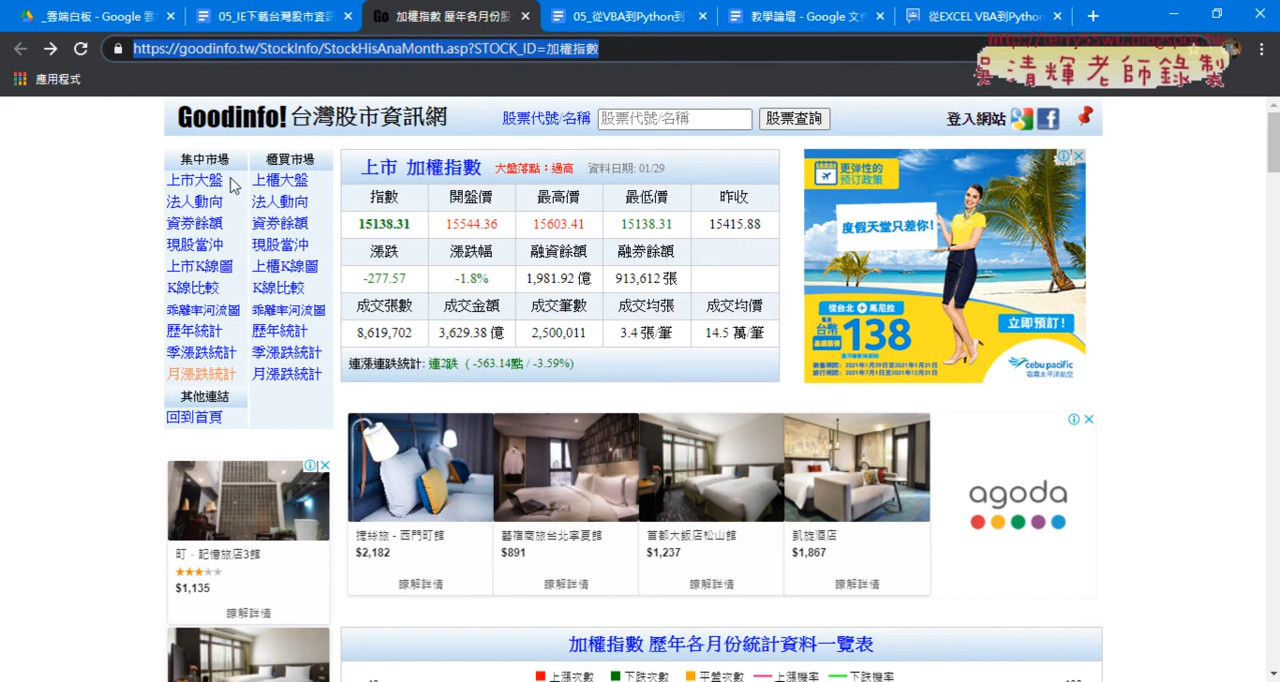 _雲端白板 - Google 雲
05_IE下載台灣股市資訊
加權指數 歷年各月份股
05_從VBA到Python到
教學論壇 - Google 文
從EXCEL VBA到Python
https://goodinfo.tw/StockInfo/StockHisAnaMonth.asp?STOCK_ID=加權指數
http://terry55wu.blogspot.tw
吳清輝老師錄製
應用程式
Goodinfo! 台灣股市資訊網
股票代號/名稱
股票代號/名稱
股票查詢
登入網站
集中市場 櫃買市場
上市大盤 上櫃大盤
法人動向 法人動向
資券餘額 資券餘額
現股當沖 現股當沖
上市K線圖 上櫃K線圖
K線比較 K線比較
乖離率河流圖 乖離率河流圖
歷年統計 歷年統計
季漲跌統計 季漲跌統計
月漲跌統計 月漲跌統計
其他連結
回到首頁
上市 加權指數 大盤落點：過高 資料日期: 01/29
指數 開盤價 最高價 最低價 昨收
15138.31 15544.36 15603.41 15138.31 15415.88
漲跌 漲跌幅 融資餘額 融券餘額
-277.57 -1.8% 1,981.92 億 913,612 張
成交張數 成交金額 成交筆數 成交均張 成交均價
8,619,702 3,629.38 億 2,500,011 3.4 張/筆 14.5 萬/筆
連漲連跌統計: 連2跌 ( -563.14點 / -3.59%)
更弹性的
预订政策
度假天堂只差你!
從台北 馬尼拉
台幣
138
立即預訂!
cebu pacific
宿霧太平洋航空
捷絲旅 - 西門町館
$2,182
瞭解詳情
藝宿商旅台北寧夏館
$891
瞭解詳情
首都大飯店松山館
$1,237
瞭解詳情
凱旋酒店
$1,867
瞭解詳情
agoda
町．記憶旅店3館
$1,135
瞭解詳情
加權指數 歷年各月份統計資料一覽表
上漲次數 下跌次數 平盤次數 上漲機率 下跌機率